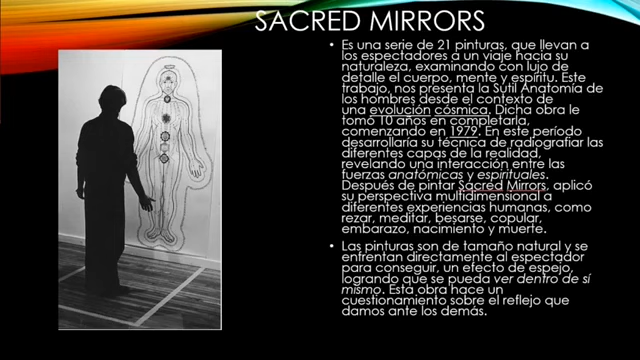 SACRED MIRRORS
• Es una serie de 21 pinturas, que llevan a
los espectadores a un viaje hacia su
naturaleza, examinando con lujo de
detalle el cuerpo, mente y espíritu. Este
trabajo, nos presenta la Sutil Anatomía de
los hombres desde el contexto de
una evolución cósmica. Dicha obra le
tomó 10 años en completarla,
comenzando en 1979. En este período
desarrollaría su técnica de radiografiar las
diferentes capas de la realidad,
revelando una interacción entre las
fuerzas anatómicas y espirituales.
Después de pintar Sacred Mirrors, aplicó
su perspectiva multidimensional a
diferentes experiencias humanas, como
rezar, meditar, besarse, copular,
embarazo, nacimiento y muerte.
• Las pinturas son de tamaño natural y se
enfrentan directamente al espectador
para conseguir, un efecto de espejo,
logrando que se pueda ver dentro de sí
mismo. Esta obra hace un
cuestionamiento sobre el reflejo que
damos ante los demás.